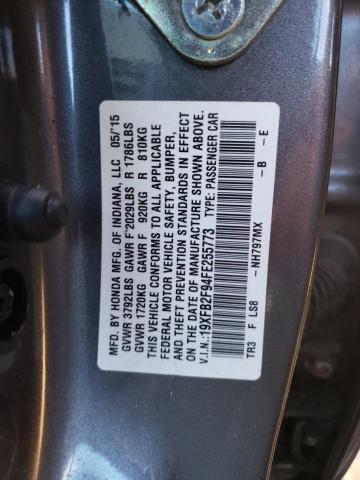 MFD. BY HONDA MFG. OF INDIANA, LLC 05/'15
GVWR 3792LBS GAWR F 2029LBS R 1786LBS
GVWR 1720KG GAWR F 920KG R 810KG
THIS VEHICLE CONFORMS TO ALL APPLICABLE
FEDERAL MOTOR VEHICLE SAFETY, BUMPER,
AND THEFT PREVENTION STANDARDS IN EFFECT
ON THE DATE OF MANUFACTURE SHOWN ABOVE.
V.I.N.:19XFB2F94FE255773 TYPE: PASSENGER CAR
TR3 F LS8 -NH797MX -B -E